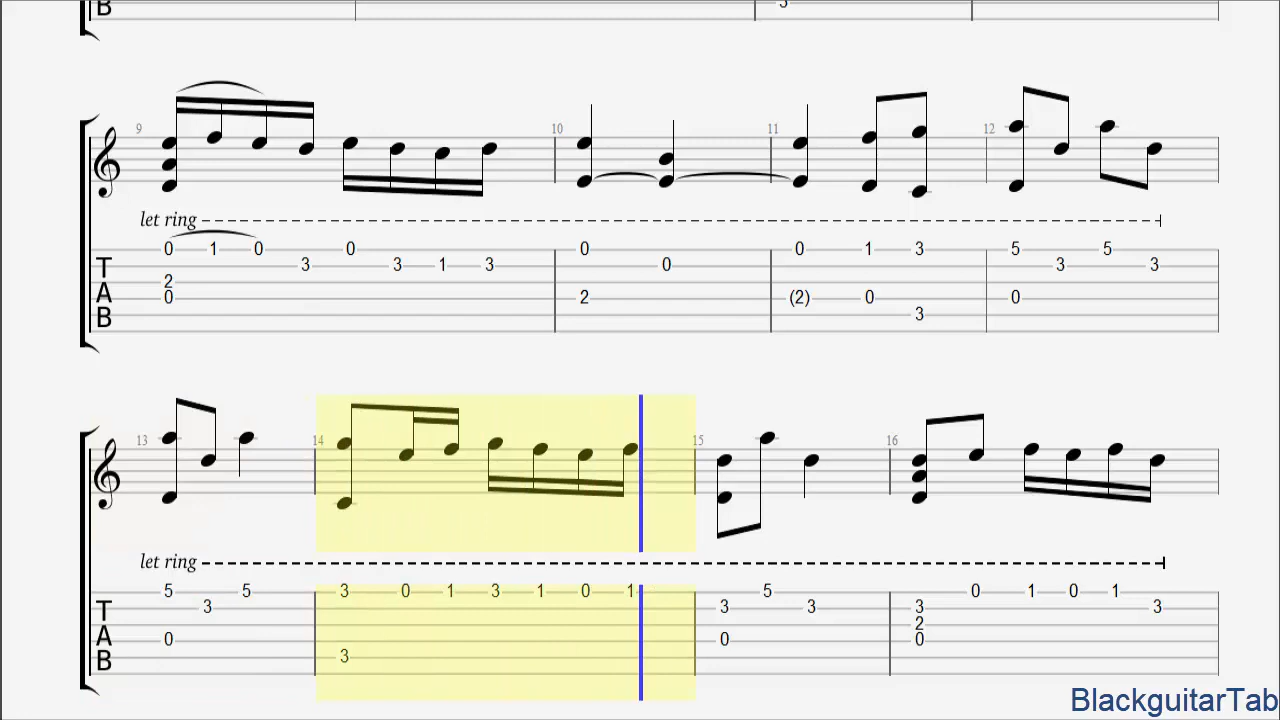 B 3
9 10 11 12
let ring
0 1 0 0 0 0 1 3 5 5
T 3 3 1 3 0 3 3
2
A 0 2 (2) 0 0
B 3
13 14 15 16
let ring
5 5 3 0 1 3 1 0 1 5 0 1 0 1
T 3 3 3 3 3
2
A 0 0 0
B 3
BlackguitarTab